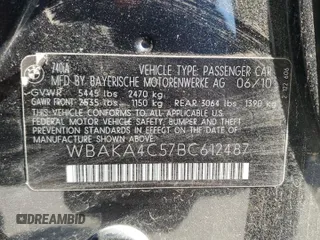 740iA VEHICLE TYPE: PASSENGER CAR
MFD BY BAYERISCHE MOTORENWERKE AG 06/10
GVWR 5445 lbs 2470 kg.
GAWR FRONT 2535 lbs 1150 kg REAR 3064 lbs 1390 kg
THIS VEHICLE CONFORMS TO ALL APPLICABLE
FEDERAL MOTOR VEHICLE SAFETY, BUMPER AND
THEFT PREVENTION STANDARDS IN EFFECT ON THE
DATE OF MANUFACTURE SHOWN ABOVE.
WBAKA4C57BC612487
DREAMBID